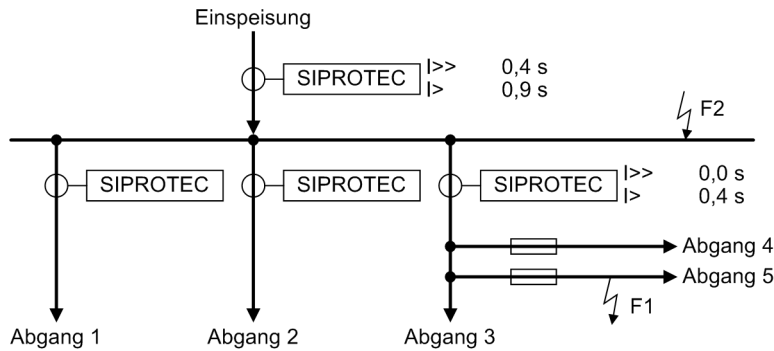 Einspeisung
SIPROTEC I>> 0,4 s
I> 0,9 s
F2
SIPROTEC SIPROTEC SIPROTEC I>> 0,0 s
I> 0,4 s
Abgang 4
Abgang 5
F1
Abgang 1 Abgang 2 Abgang 3